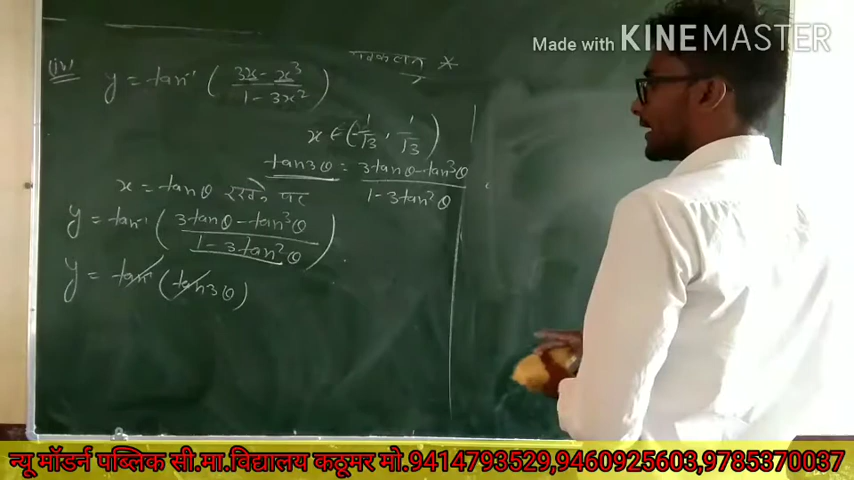 Made with KINEMASTER
अवकलन *
(iv) y = tan⁻¹ ( (3x - x³) / (1 - 3x²) )
x ∈ (-1/√3, 1/√3)
tan3θ = (3tanθ - tan³θ) / (1 - 3tan²θ)
x = tanθ रखने पर
y = tan⁻¹ ( (3tanθ - tan³θ) / (1 - 3tan²θ) )
y = tan⁻¹ (tan3θ)
न्यू मॉडर्न पब्लिक सी.मा.विद्यालय कठूमर मो.9414793529,9460925603,9785370037